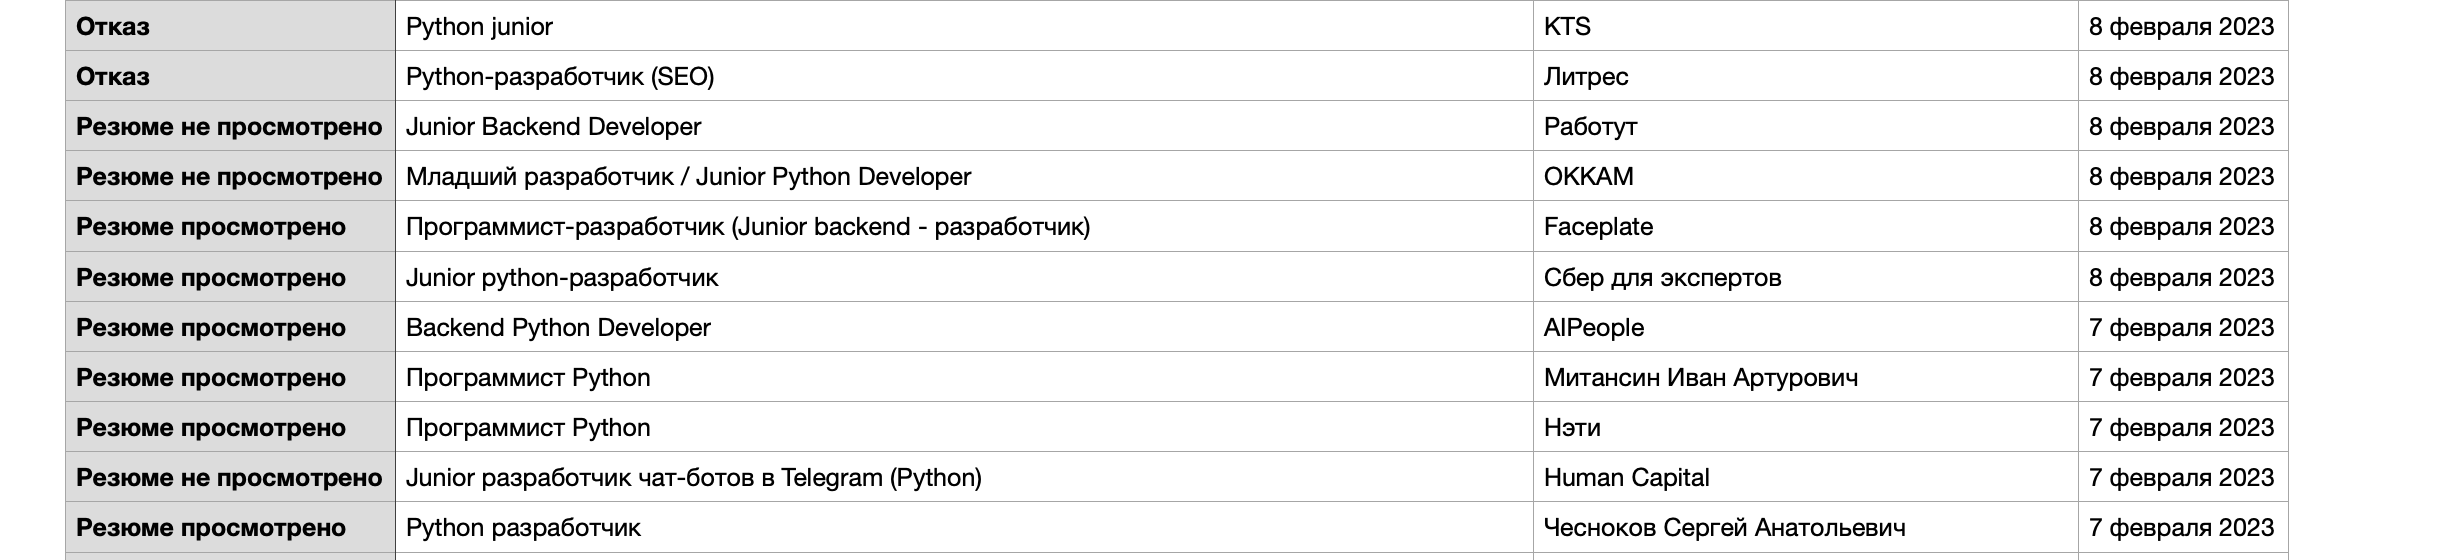 Отказ Python junior KTS 8 февраля 2023
Отказ Python-разработчик (SEO) Литрес 8 февраля 2023
Резюме не просмотрено Junior Backend Developer Работут 8 февраля 2023
Резюме не просмотрено Младший разработчик / Junior Python Developer OKKAM 8 февраля 2023
Резюме просмотрено Программист-разработчик (Junior backend - разработчик) Faceplate 8 февраля 2023
Резюме просмотрено Junior python-разработчик Сбер для экспертов 8 февраля 2023
Резюме просмотрено Backend Python Developer AIPeople 7 февраля 2023
Резюме просмотрено Программист Python Митансин Иван Артурович 7 февраля 2023
Резюме просмотрено Программист Python Нэти 7 февраля 2023
Резюме не просмотрено Junior разработчик чат-ботов в Telegram (Python) Human Capital 7 февраля 2023
Резюме просмотрено Python разработчик Чесноков Сергей Анатольевич 7 февраля 2023